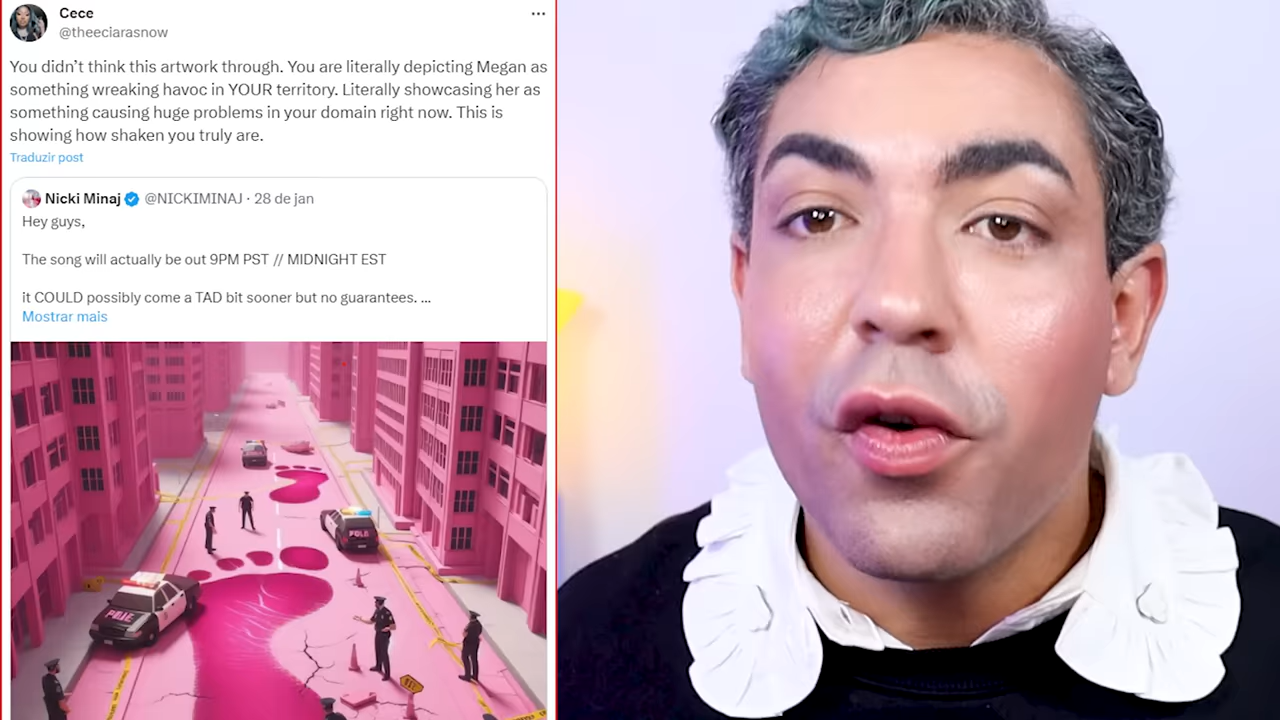 Cece
@theeciarasnow
You didn't think this artwork through. You are literally depicting Megan as
something wreaking havoc in YOUR territory. Literally showcasing her as
something causing huge problems in your domain right now. This is
showing how shaken you truly are.
Traduzir post
Nicki Minaj @NICKIMINAJ · 28 de jan
Hey guys,
The song will actually be out 9PM PST // MIDNIGHT EST
it COULD possibly come a TAD bit sooner but no guarantees. ...
Mostrar mais